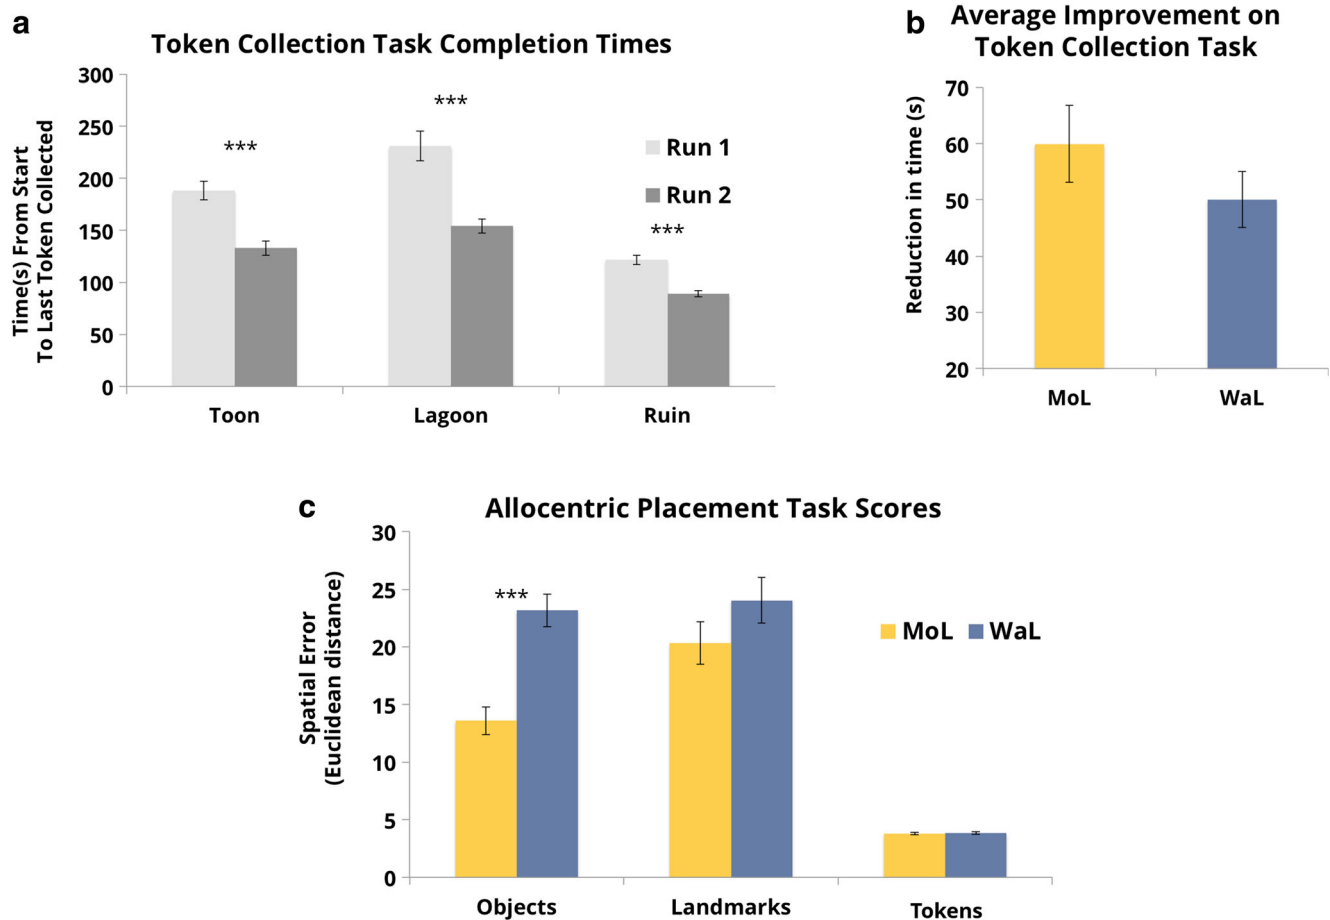 a
Token Collection Task Completion Times
Time(s) From Start
To Last Token Collected
300
250
200
150
100
50
0
***
***
***
Run 1
Run 2
Toon
Lagoon
Ruin
b
Average Improvement on
Token Collection Task
Reduction in time (s)
70
60
50
40
30
20
MoL
WaL
c
Allocentric Placement Task Scores
Spatial Error
(Euclidean distance)
30
25
20
15
10
5
0
***
MoL
WaL
Objects
Landmarks
Tokens